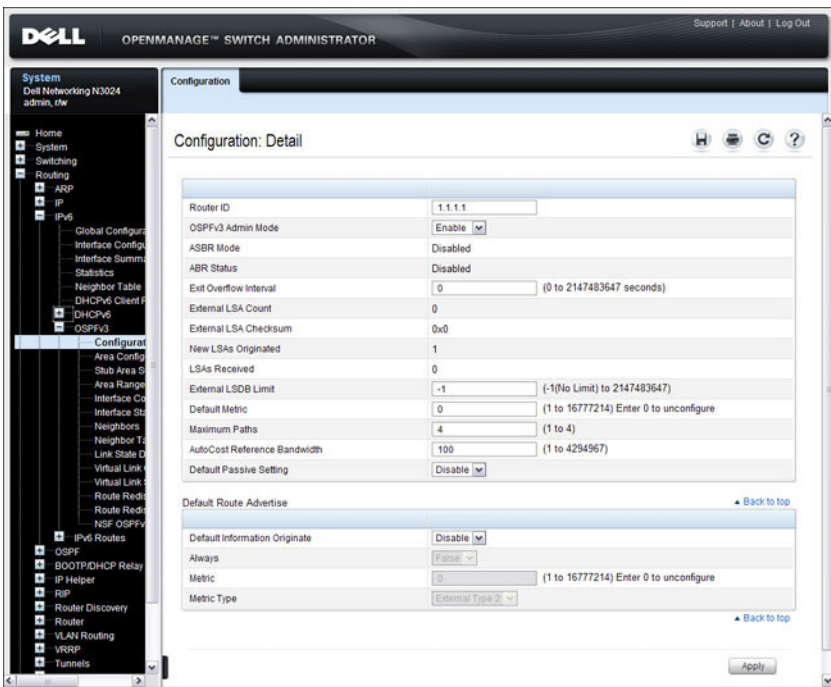 Support | About | Log Out
DELL
OPENMANAGE™ SWITCH ADMINISTRATOR
System
Dell Networking N3024
admin, r/w
Configuration
Home
System
Switching
Routing
ARP
IP
IPv6
Global Configura
Interface Configu
Interface Summa
Statistics
Neighbor Table
DHCPv6 Client P
DHCPv6
OSPFv3
Configurat
Area Config
Stub Area S
Area Range
Interface Co
Interface Sta
Neighbors
Neighbor Ta
Link State D
Virtual Link
Virtual Link
Route Redis
Route Redis
NSF OSPFv
IPv6 Routes
OSPF
BOOTP/DHCP Relay
IP Helper
RIP
Router Discovery
Router
VLAN Routing
VRRP
Tunnels
Configuration: Detail
Router ID 1.1.1.1
OSPFv3 Admin Mode Enable
ASBR Mode Disabled
ABR Status Disabled
Exit Overflow Interval 0 (0 to 2147483647 seconds)
External LSA Count 0
External LSA Checksum 0x0
New LSAs Originated 1
LSAs Received 0
External LSDB Limit -1 (-1(No Limit) to 2147483647)
Default Metric 0 (1 to 16777214) Enter 0 to unconfigure
Maximum Paths 4 (1 to 4)
AutoCost Reference Bandwidth 100 (1 to 4294967)
Default Passive Setting Disable
Default Route Advertise Back to top
Default Information Originate Disable
Always False
Metric 0 (1 to 16777214) Enter 0 to unconfigure
Metric Type External Type 2
Back to top
Apply